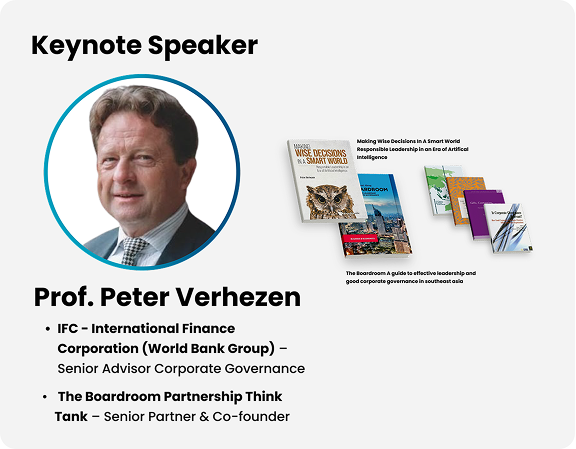 Keynote Speaker
MAKING
WISE DECISIONS
IN A SMART WORLD
Making Wise Decisions In A Smart World
Responsible Leadership in an Era of Artifical
Intelligence
The Boardroom A guide to effective leadership and
good corporate governance in southeast asia
Prof. Peter Verhezen
• IFC - International Finance
Corporation (World Bank Group) –
Senior Advisor Corporate Governance
• The Boardroom Partnership Think
Tank – Senior Partner & Co-founder